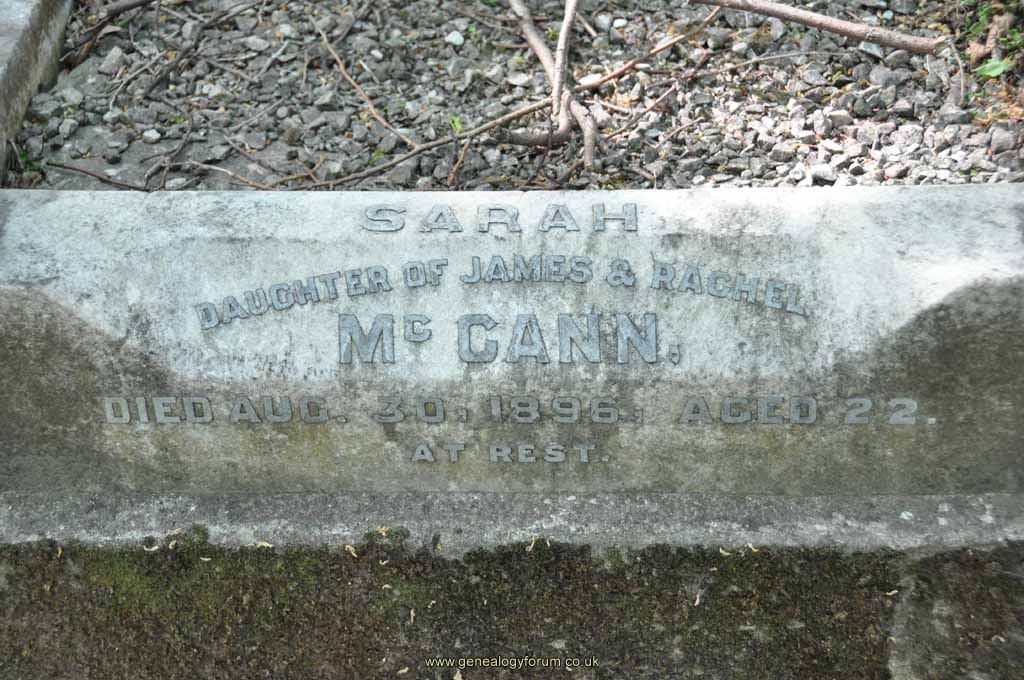 SARAH
DAUGHTER OF JAMES & RACHEL
McCANN.
DIED AUG. 30, 1896, AGED 22.
AT REST.
www.genealogyforum.co.uk